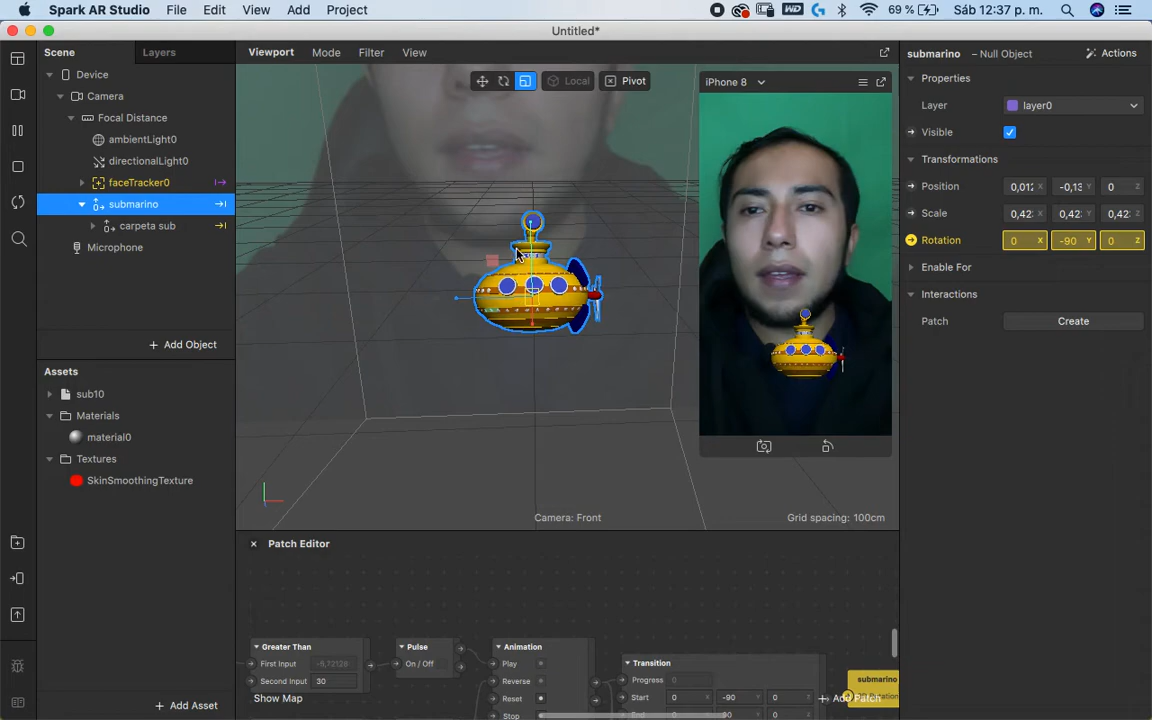 Spark AR Studio File Edit View Add Project 69 % Sáb 12:37 p. m.
Untitled*
Scene Layers Viewport Mode Filter View submarino – Null Object Actions
Device
Camera
Focal Distance
ambientLight0
directionalLight0
faceTracker0
submarino
carpeta sub
Microphone
Add Object
Assets
sub10
Materials
material0
Textures
SkinSmoothingTexture
Add Asset
Local Pivot
iPhone 8
Camera: Front Grid spacing: 100cm
Properties
Layer layer0
Visible
Transformations
Position 0,012 X -0,13 Y 0 Z
Scale 0,42 X 0,42 Y 0,42 Z
Rotation 0 X -90 Y 0 Z
Enable For
Interactions
Patch Create
Patch Editor
Greater Than
First Input -5,72128
Second Input 30
Show Map
Pulse
On / Off
Animation
Play
Reverse
Reset
Stop
Transition
Progress 0
Start 0 X -90 Y 0 Z
submarino
Add Patch